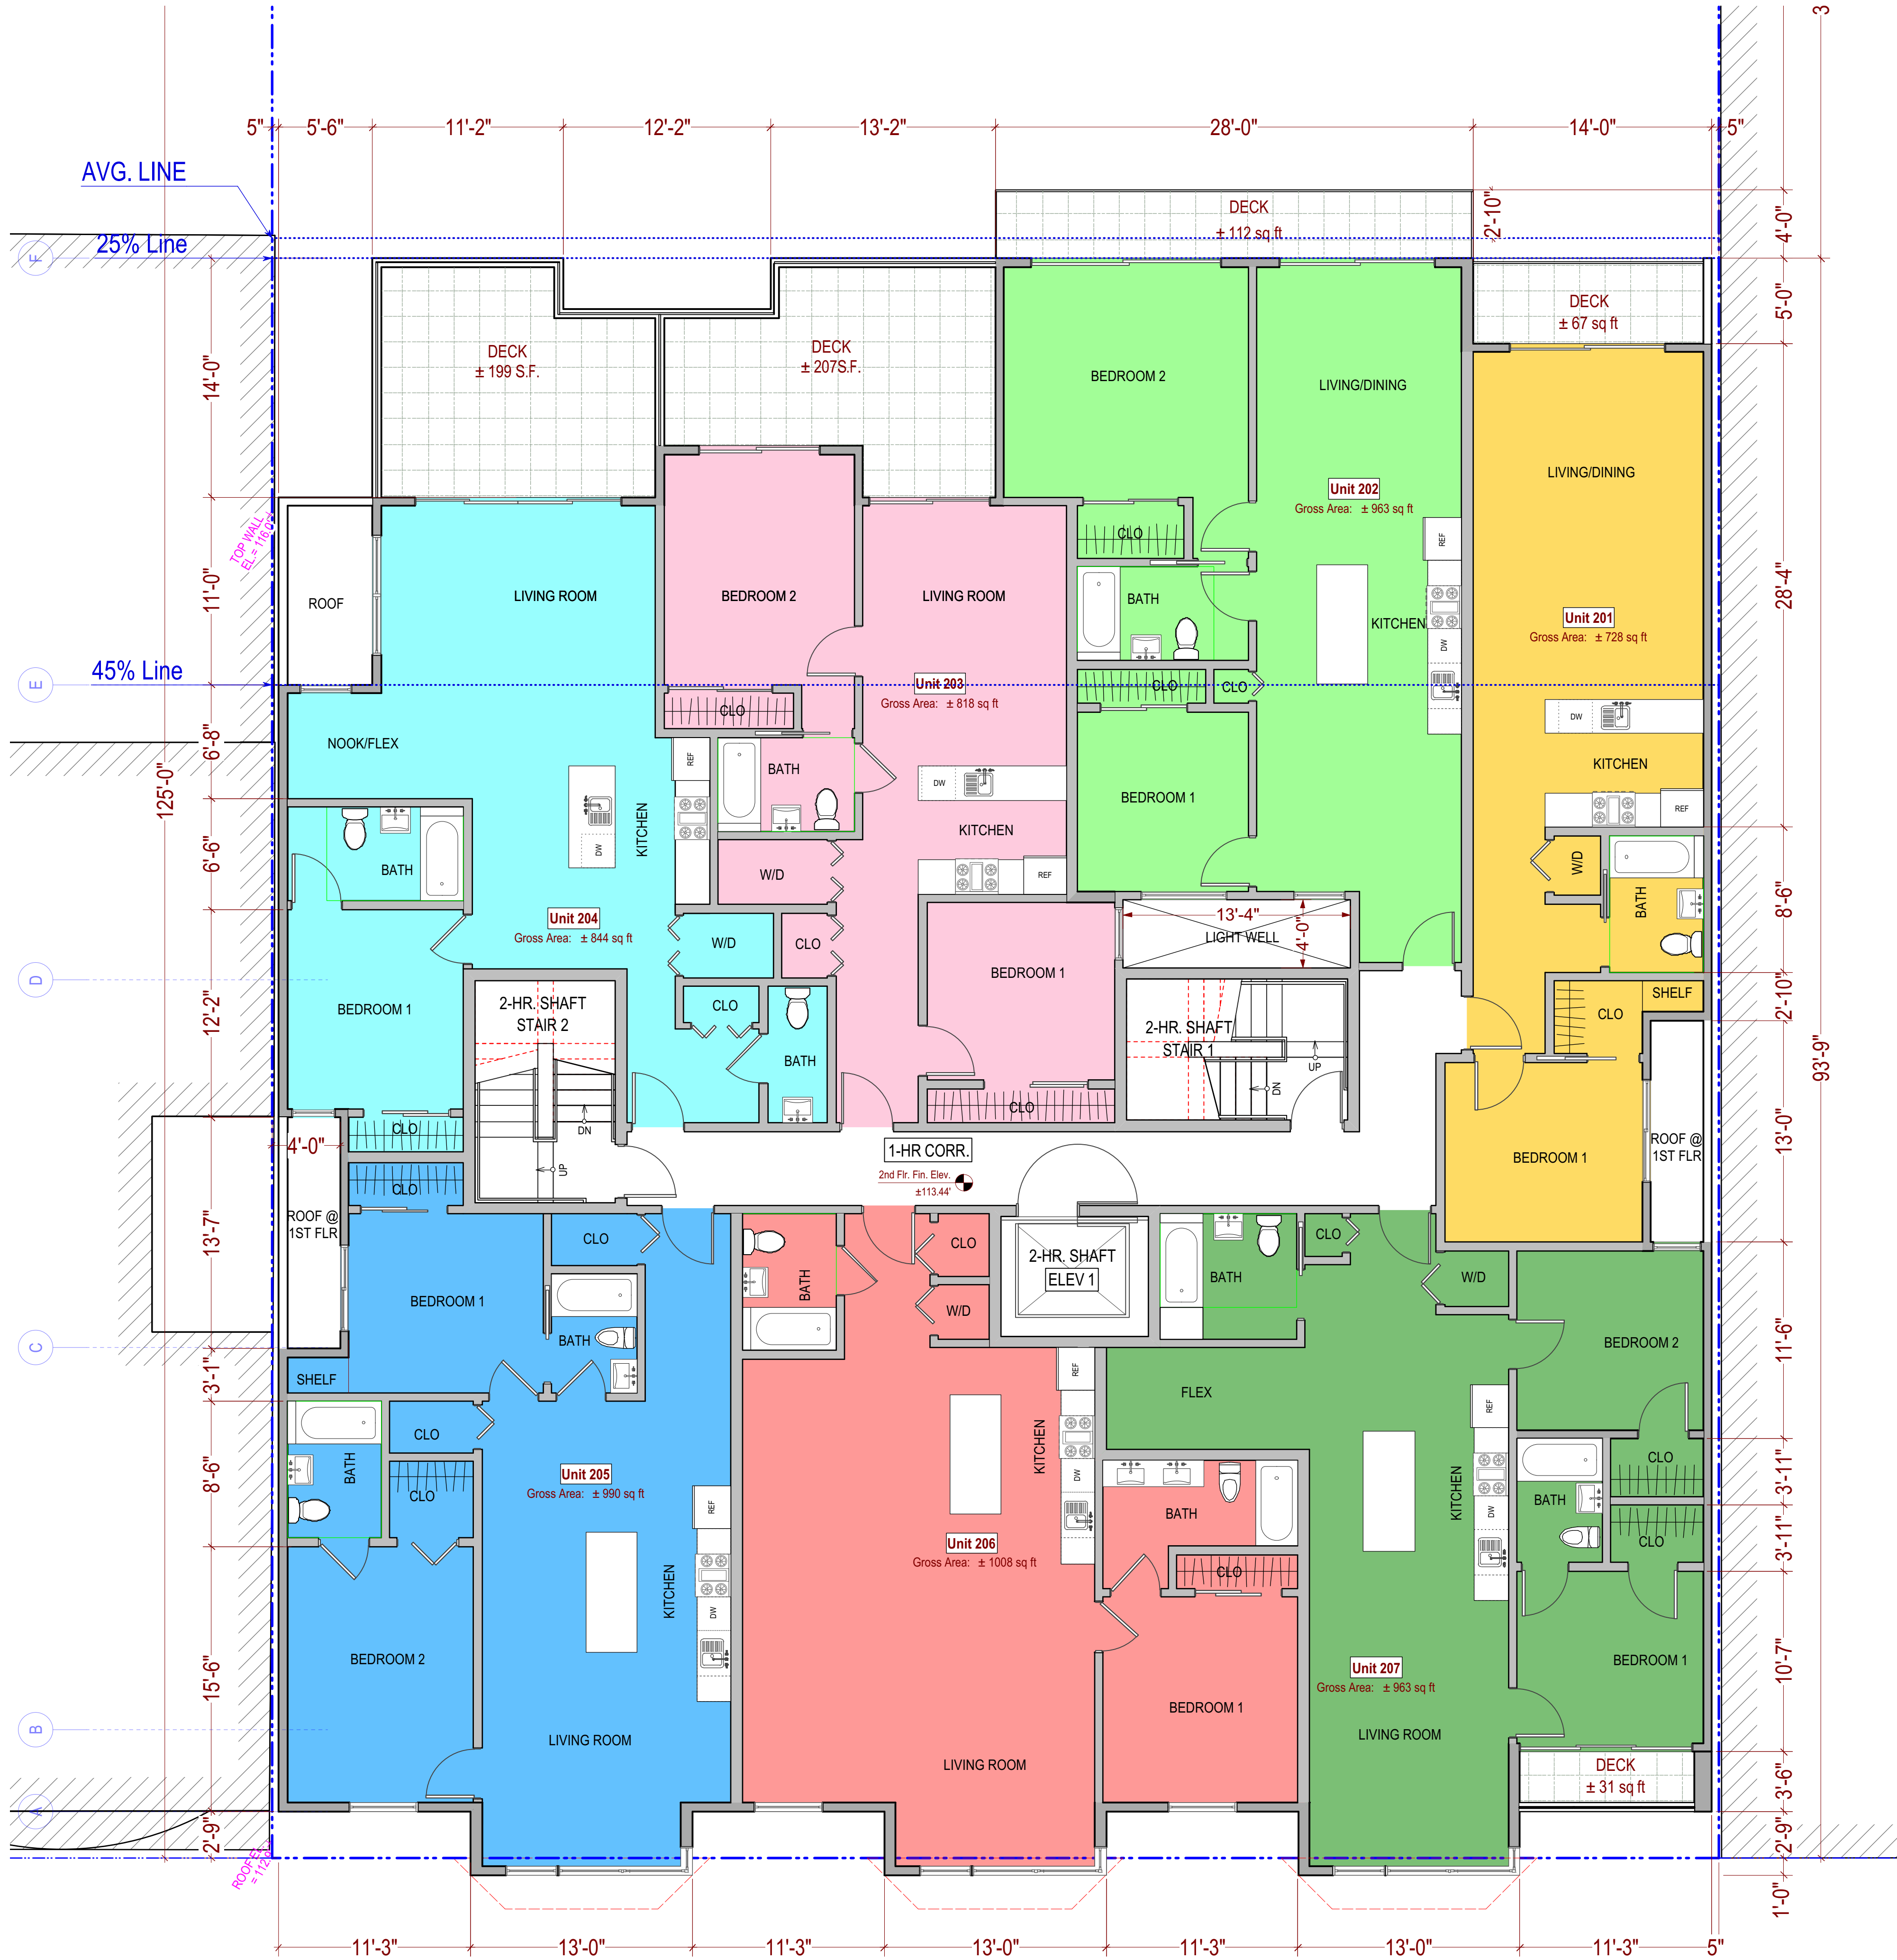 3
5"
5'-6"
11'-2"
12'-2"
13'-2"
28'-0"
14'-0"
5"
AVG. LINE
25% Line
F
DECK
± 112 sq ft
2'-10"
4'-0"
DECK
± 199 S.F.
DECK
± 207S.F.
DECK
± 67 sq ft
5'-0"
14'-0"
BEDROOM 2
LIVING/DINING
LIVING/DINING
Unit 202
Gross Area: ± 963 sq ft
CLO
REF
TOP WALL
11'-0"
ROOF
LIVING ROOM
BEDROOM 2
LIVING ROOM
BATH
KITCHEN
DW
Unit 201
Gross Area: ± 728 sq ft
28'-4"
45% Line
E
Unit 203
Gross Area: ± 818 sq ft
CLO
CLO
CLO
NOOK/FLEX
6'-8"
REF
BATH
DW
DW
KITCHEN
125'-0"
BEDROOM 1
KITCHEN
KITCHEN
DW
REF
6'-6"
BATH
W/D
REF
W/D
BATH
8'-6"
Unit 204
Gross Area: ± 844 sq ft
W/D
CLO
13'-4"
4'-0"
LIGHT WELL
D
BEDROOM 1
BEDROOM 1
12'-2"
2-HR. SHAFT
STAIR 2
CLO
BATH
2-HR. SHAFT
STAIR 1
UP
DN
SHELF
CLO
2'-10"
93'-9"
CLO
DN
UP
CLO
4'-0"
1-HR CORR.
2nd Flr. Fin. Elev.
±113.44'
BEDROOM 1
ROOF @
1ST FLR
13'-0"
CLO
ROOF @
1ST FLR
13'-7"
CLO
BATH
CLO
2-HR. SHAFT
ELEV 1
BATH
CLO
W/D
BEDROOM 1
BATH
W/D
BEDROOM 2
11'-6"
C
SHELF
3'-1"
REF
FLEX
REF
CLO
KITCHEN
BATH
8'-6"
CLO
Unit 205
Gross Area: ± 990 sq ft
REF
DW
BATH
KITCHEN
DW
BATH
CLO
CLO
3'-11"
3'-11"
Unit 206
Gross Area: ± 1008 sq ft
CLO
KITCHEN
DW
BEDROOM 2
15'-6"
Unit 207
Gross Area: ± 963 sq ft
BEDROOM 1
10'-7"
BEDROOM 1
B
LIVING ROOM
LIVING ROOM
LIVING ROOM
DECK
± 31 sq ft
3'-6"
A
2'-9"
2'-9"
1'-0"
11'-3"
13'-0"
11'-3"
13'-0"
11'-3"
13'-0"
11'-3"
5"